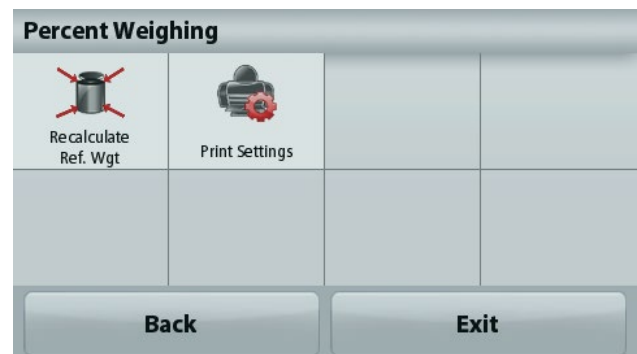 Percent Weighing
Recalculate
Ref. Wgt
Print Settings
Back
Exit